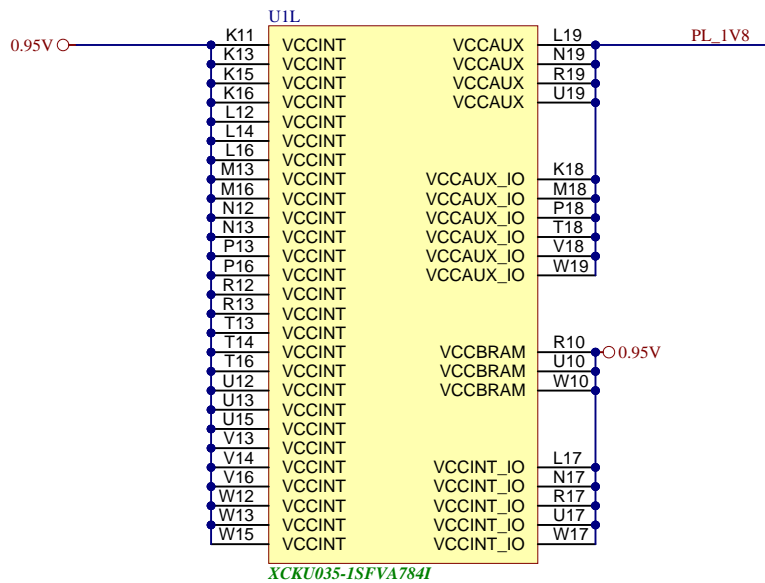 U1L
0.95V
K11 VCCINT VCCAUX L19 PL_1V8
K13 VCCINT VCCAUX N19
K15 VCCINT VCCAUX R19
K16 VCCINT VCCAUX U19
L12 VCCINT
L14 VCCINT
L16 VCCINT
M13 VCCINT VCCAUX_IO K18
M16 VCCINT VCCAUX_IO M18
N12 VCCINT VCCAUX_IO P18
N13 VCCINT VCCAUX_IO T18
P13 VCCINT VCCAUX_IO V18
P16 VCCINT VCCAUX_IO W19
R12 VCCINT
R13 VCCINT
T13 VCCINT
T14 VCCINT VCCBRAM R10 0.95V
T16 VCCINT VCCBRAM U10
U12 VCCINT VCCBRAM W10
U13 VCCINT
U15 VCCINT
V13 VCCINT
V14 VCCINT VCCINT_IO L17
V16 VCCINT VCCINT_IO N17
W12 VCCINT VCCINT_IO R17
W13 VCCINT VCCINT_IO U17
W15 VCCINT VCCINT_IO W17
XCKU035-1SFVA784I